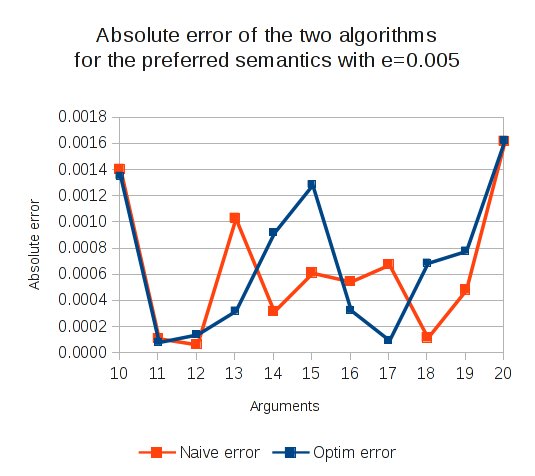 Absolute error of the two algorithms
for the preferred semantics with e=0.005
0.0018
0.0016
0.0014
0.0012
0.0010
0.0008
0.0006
0.0004
0.0002
0.0000
Absolute error
10 11 12 13 14 15 16 17 18 19 20
Arguments
Naive error Optim error